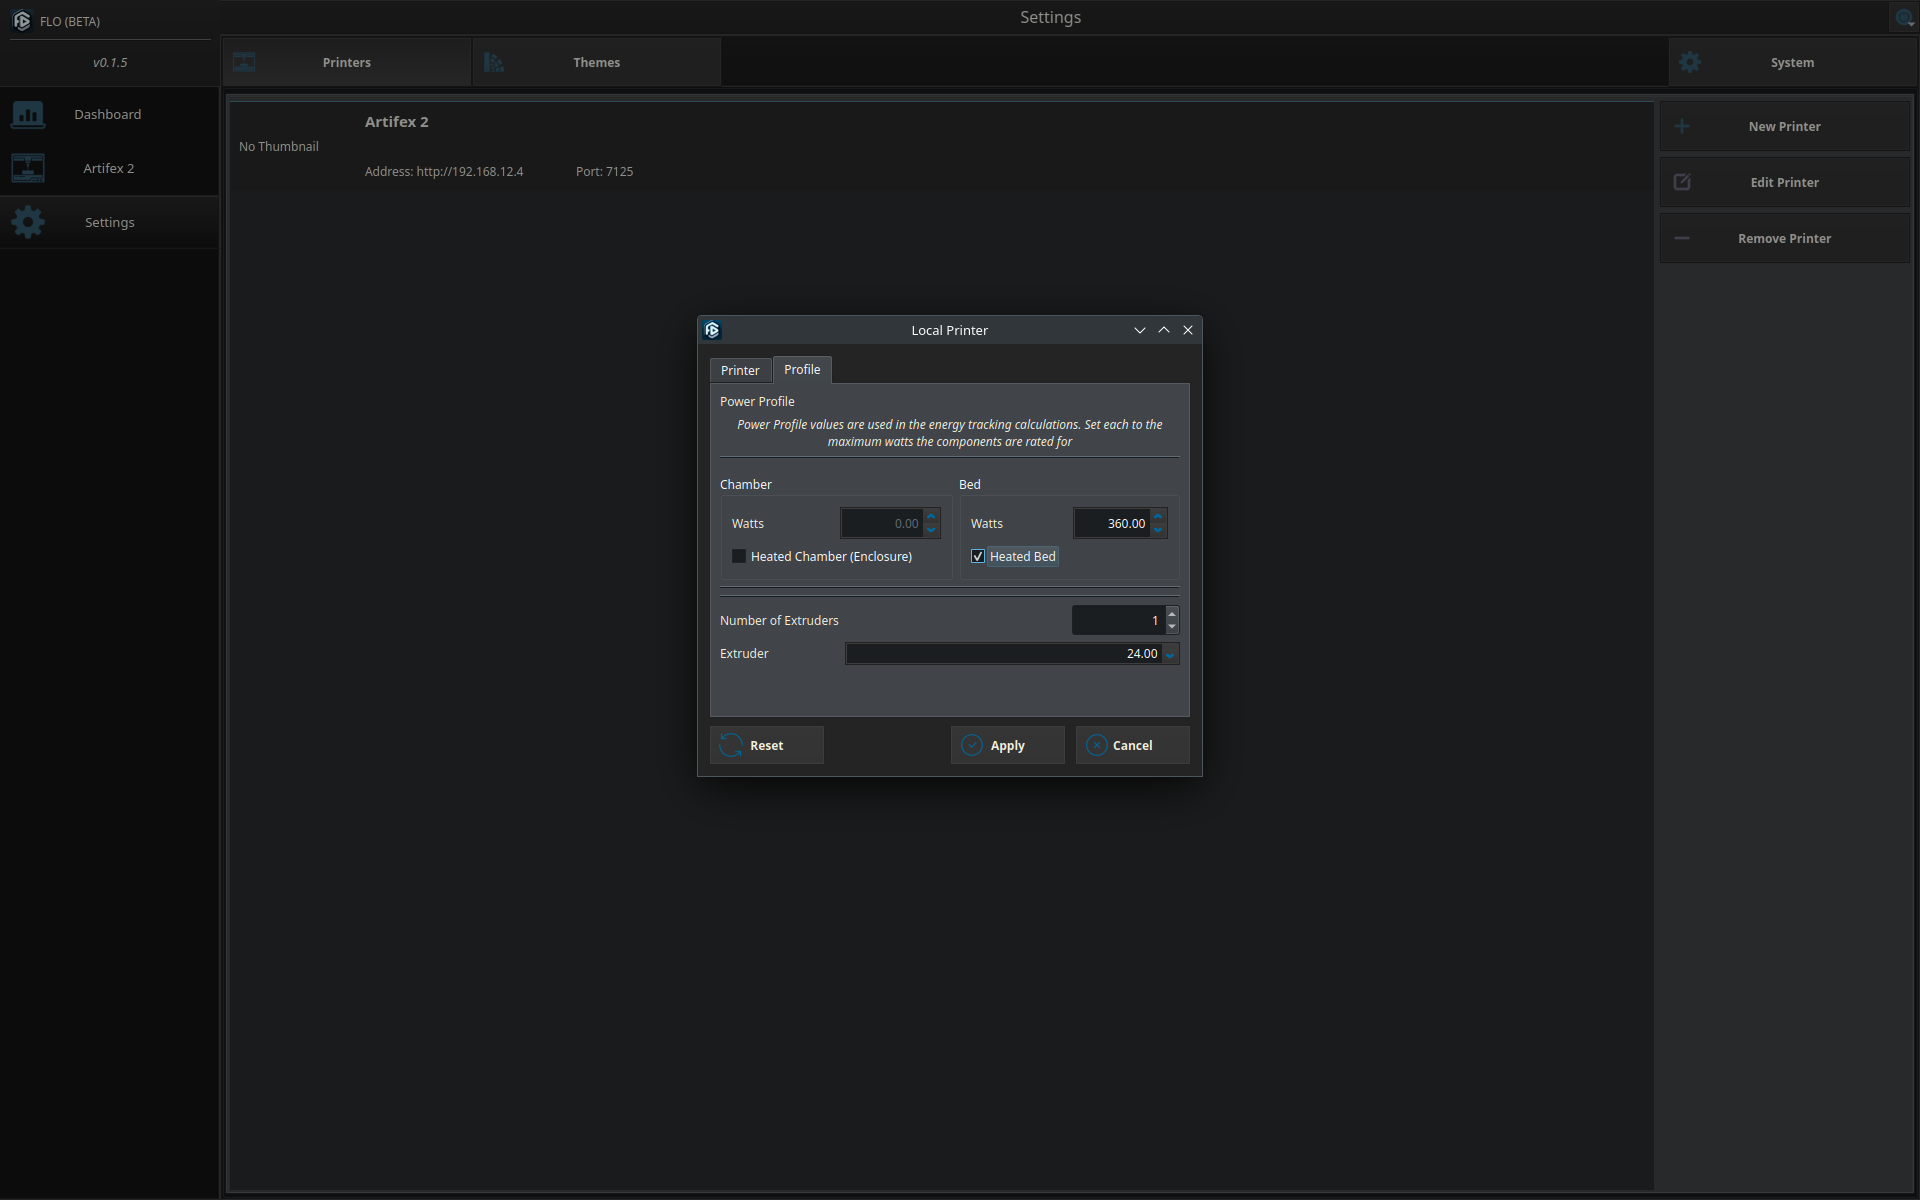 FLO (BETA)
Settings
v0.1.5
Printers
Themes
System
Dashboard
Artifex 2
Settings
Artifex 2
No Thumbnail
Address: http://192.168.12.4
Port: 7125
New Printer
Edit Printer
Remove Printer
Local Printer
Printer
Profile
Power Profile
Power Profile values are used in the energy tracking calculations. Set each to the
maximum watts the components are rated for
Chamber
Bed
Watts
0.00
Watts
360.00
Heated Chamber (Enclosure)
Heated Bed
Number of Extruders
1
Extruder
24.00
Reset
Apply
Cancel